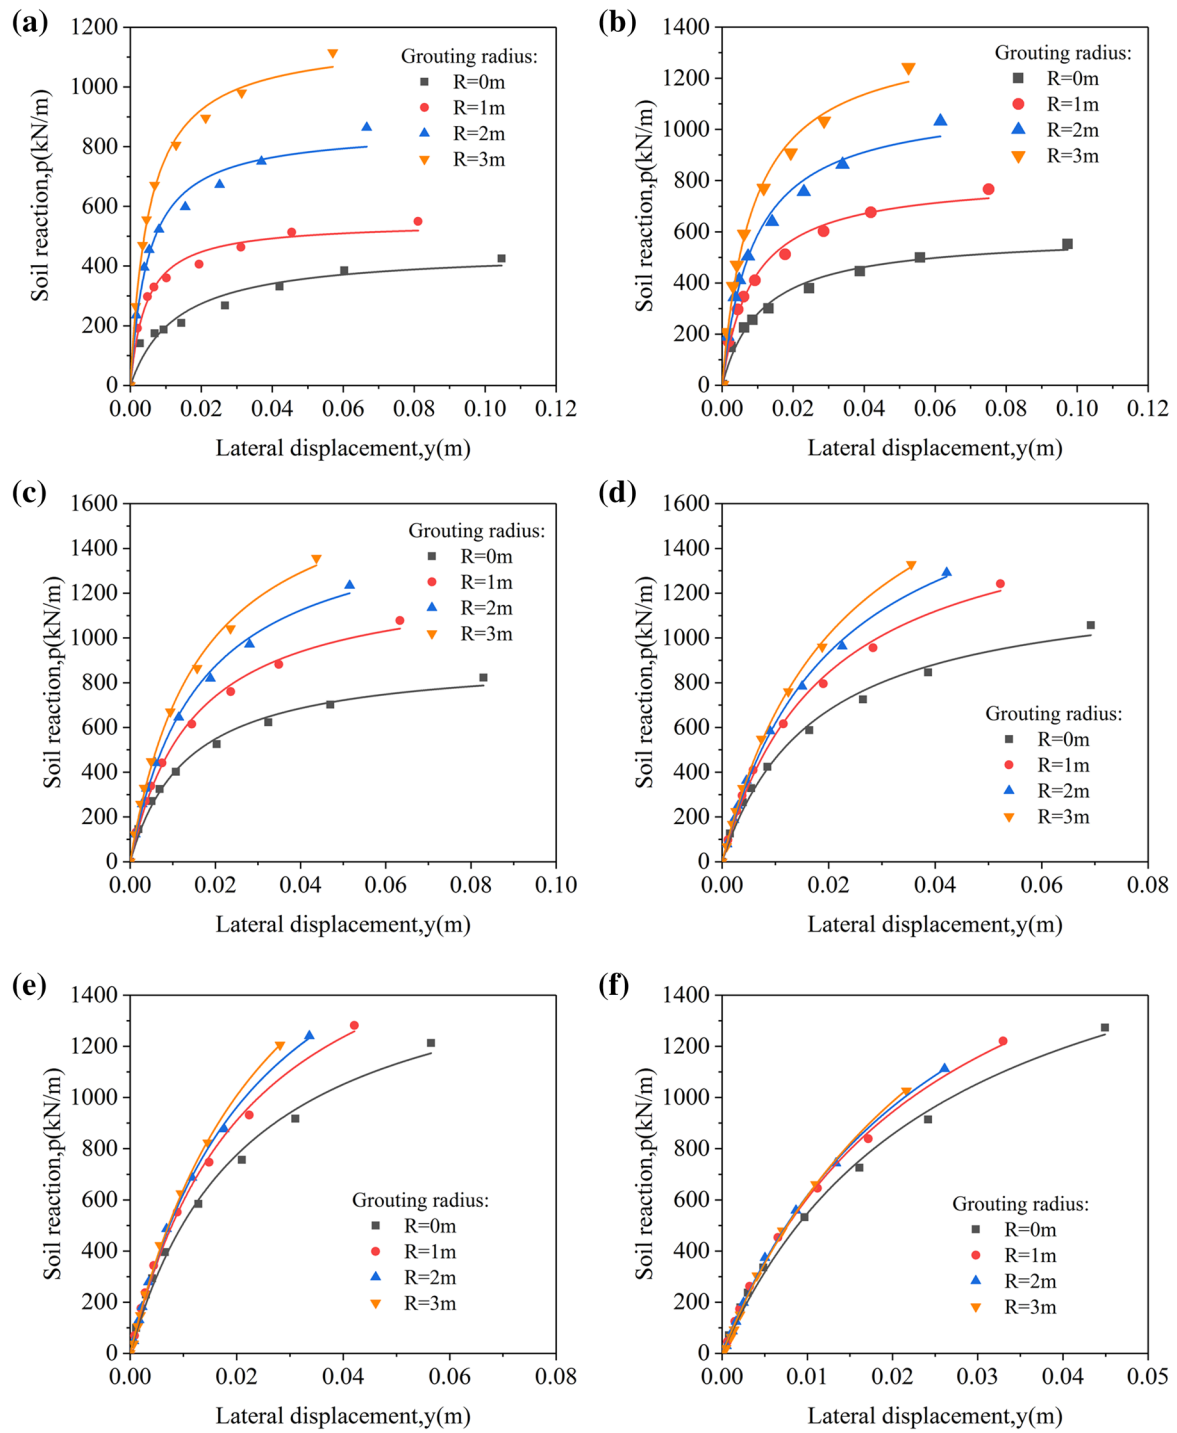 (a)
1200
1000
800
600
400
200
0
Soil reaction,p(kN/m)
Grouting radius:
R=0m
R=1m
R=2m
R=3m
0.00 0.02 0.04 0.06 0.08 0.10 0.12
Lateral displacement,y(m)
(b)
1400
1200
1000
800
600
400
200
0
Soil reaction,p(kN/m)
Grouting radius:
R=0m
R=1m
R=2m
R=3m
0.00 0.02 0.04 0.06 0.08 0.10 0.12
Lateral displacement,y(m)
(c)
1600
1400
1200
1000
800
600
400
200
0
Soil reaction,p(kN/m)
Grouting radius:
R=0m
R=1m
R=2m
R=3m
0.00 0.02 0.04 0.06 0.08 0.10
Lateral displacement,y(m)
(d)
1600
1400
1200
1000
800
600
400
200
0
Soil reaction,p(kN/m)
Grouting radius:
R=0m
R=1m
R=2m
R=3m
0.00 0.02 0.04 0.06 0.08
Lateral displacement,y(m)
(e)
1400
1200
1000
800
600
400
200
0
Soil reaction,p(kN/m)
Grouting radius:
R=0m
R=1m
R=2m
R=3m
0.00 0.02 0.04 0.06 0.08
Lateral displacement,y(m)
(f)
1400
1200
1000
800
600
400
200
0
Soil reaction,p(kN/m)
Grouting radius:
R=0m
R=1m
R=2m
R=3m
0.00 0.01 0.02 0.03 0.04 0.05
Lateral displacement,y(m)